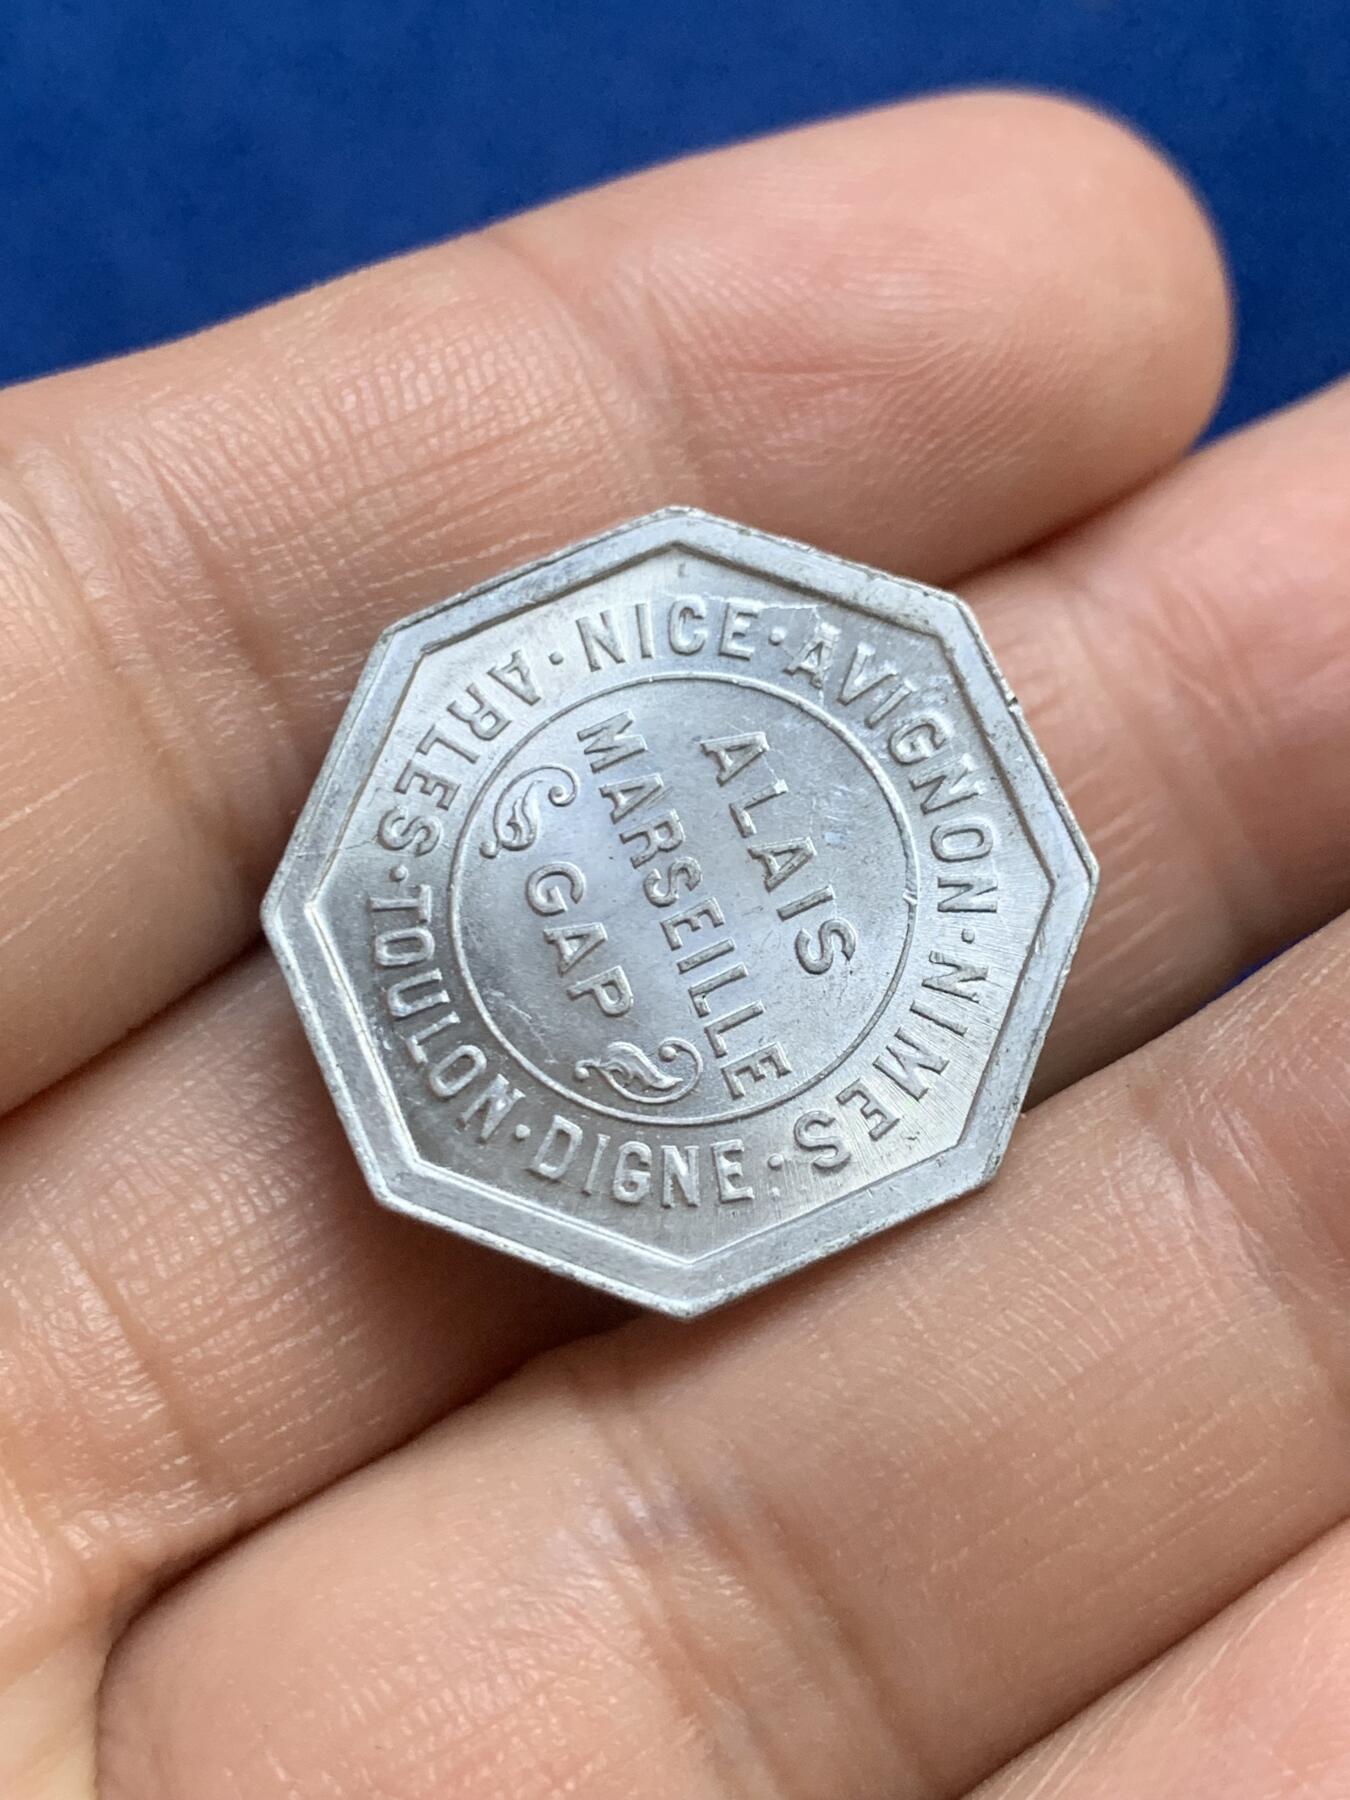 NICE · AVIGNON · NIMES · DIGNE · TOULON · ARLES ·
ALAIS
MARSEILLE
GAP